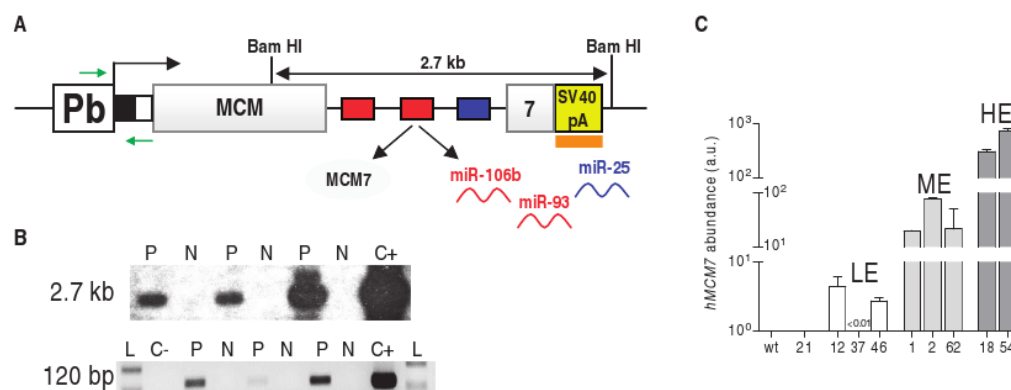 A
Bam HI
Bam HI
2.7 kb
Pb
MCM
7
SV40
pA
MCM7
miR-106b
miR-93
miR-25
B
P N P N P N C+
2.7 kb
L C- P N P N P N C+ L
120 bp
C
hMCM7 abundance (a.u.)
10³
10²
10²
10¹
10¹
10⁰
HE
ME
LE
<0.01
wt 21 12 37 46 1 2 62 18 54